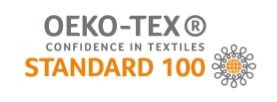 OEKO-TEX®
CONFIDENCE IN TEXTILES
STANDARD 100